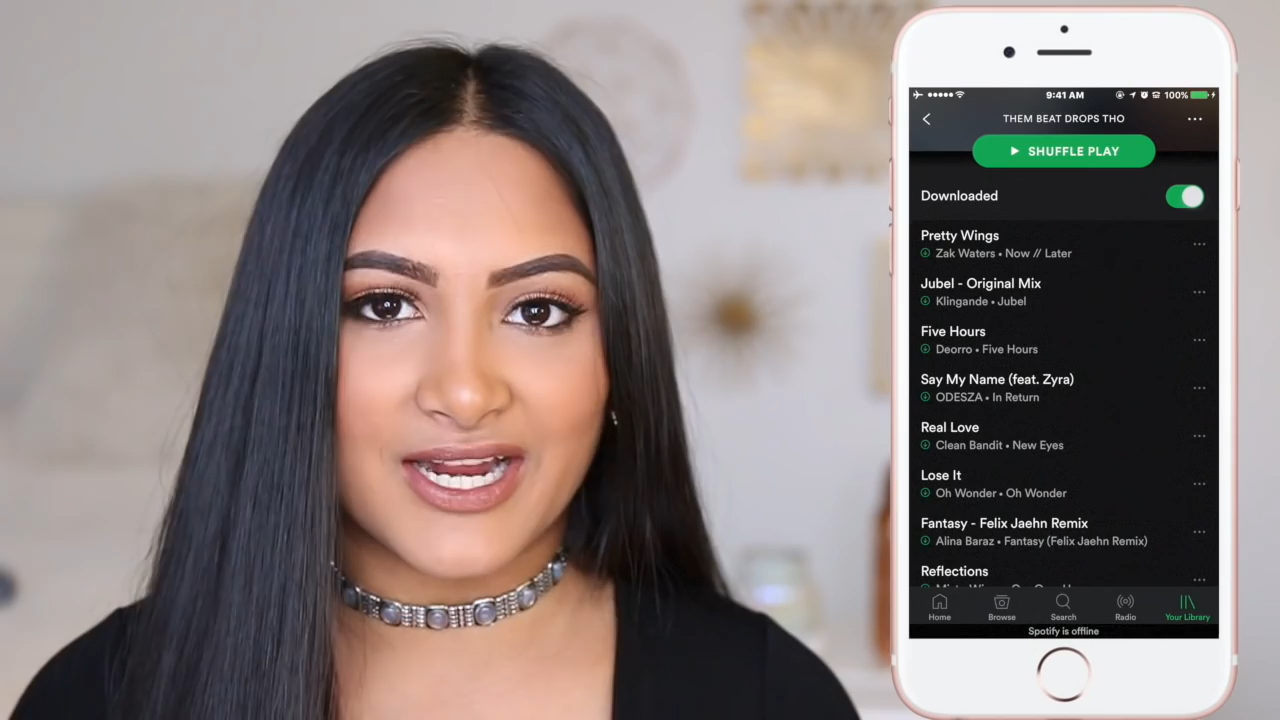 9:41 AM
100%
THEM BEAT DROPS THO
SHUFFLE PLAY
Downloaded
Pretty Wings
Zak Waters • Now // Later
Jubel - Original Mix
Klingande • Jubel
Five Hours
Deorro • Five Hours
Say My Name (feat. Zyra)
ODESZA • In Return
Real Love
Clean Bandit • New Eyes
Lose It
Oh Wonder • Oh Wonder
Fantasy - Felix Jaehn Remix
Alina Baraz • Fantasy (Felix Jaehn Remix)
Reflections
Home Browse Search Radio Your Library
Spotify is offline